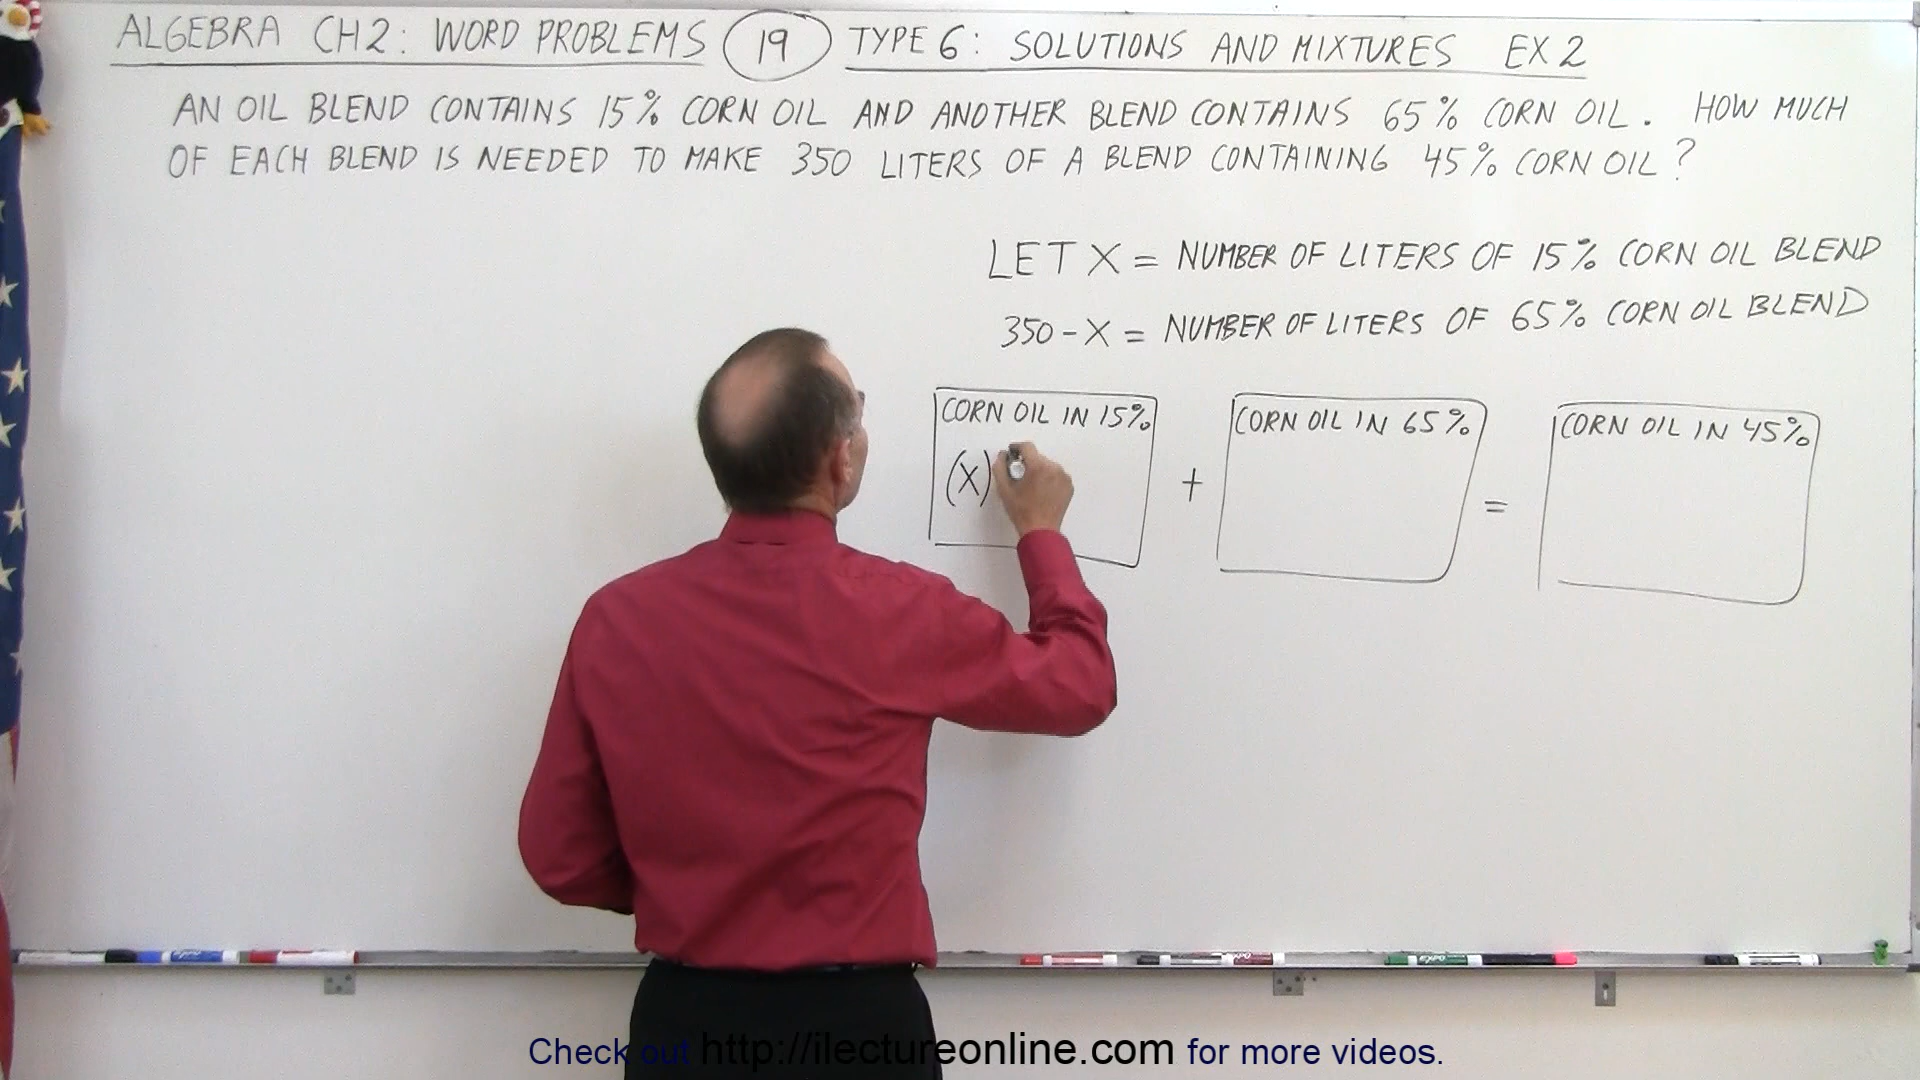 ALGEBRA CH2: WORD PROBLEMS 19 TYPE 6: SOLUTIONS AND MIXTURES EX 2
AN OIL BLEND CONTAINS 15% CORN OIL AND ANOTHER BLEND CONTAINS 65% CORN OIL. HOW MUCH
OF EACH BLEND IS NEEDED TO MAKE 350 LITERS OF A BLEND CONTAINING 45% CORN OIL?
LET X = NUMBER OF LITERS OF 15% CORN OIL BLEND
350 - X = NUMBER OF LITERS OF 65% CORN OIL BLEND
CORN OIL IN 15% CORN OIL IN 65% CORN OIL IN 45%
(X) + =
Check out http://ilectureonline.com for more videos.